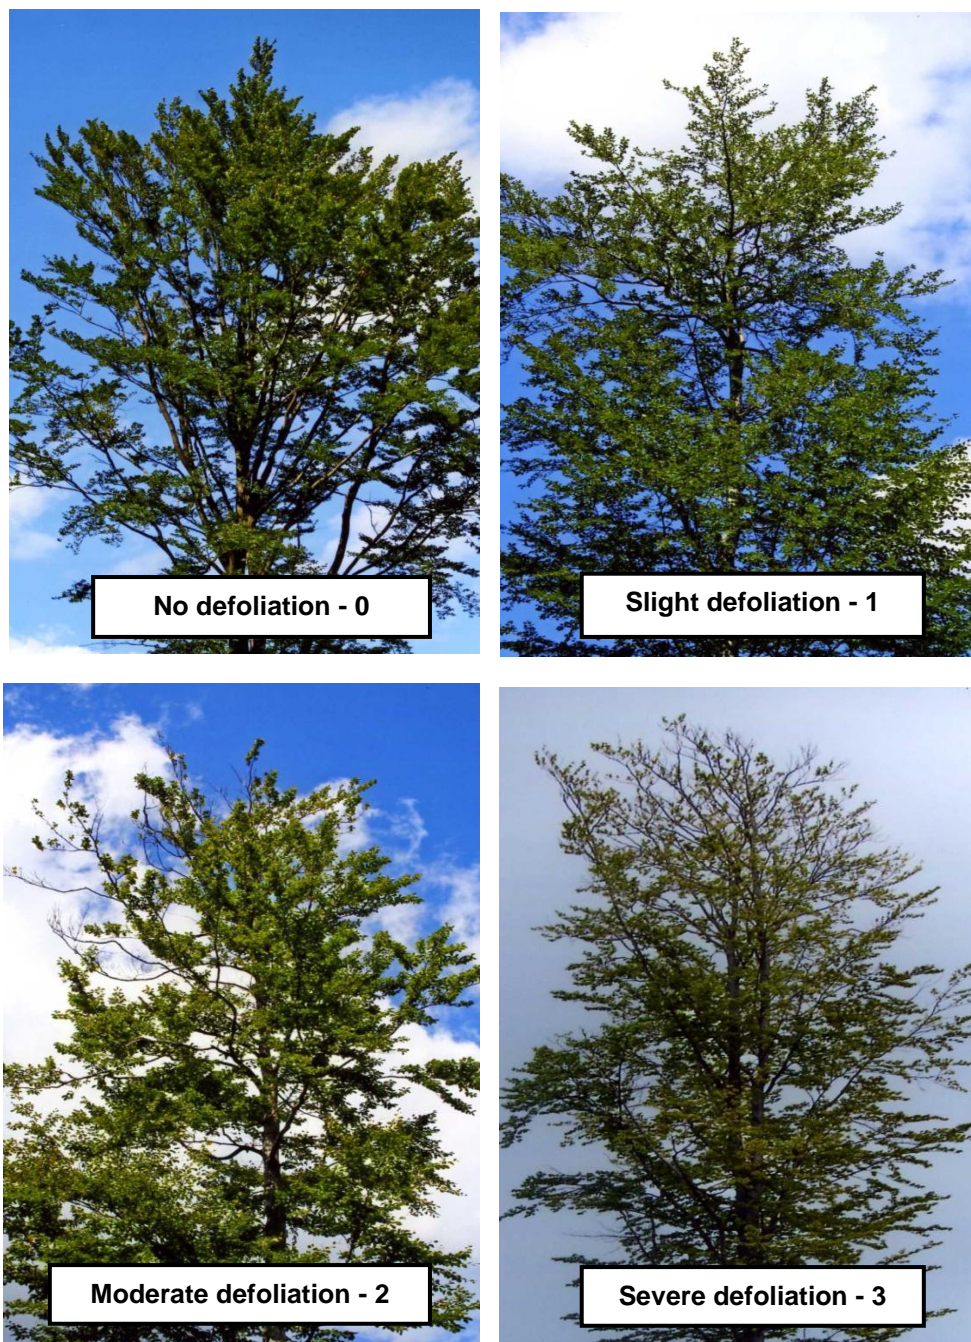 No defoliation - 0
Slight defoliation - 1
Moderate defoliation - 2
Severe defoliation - 3